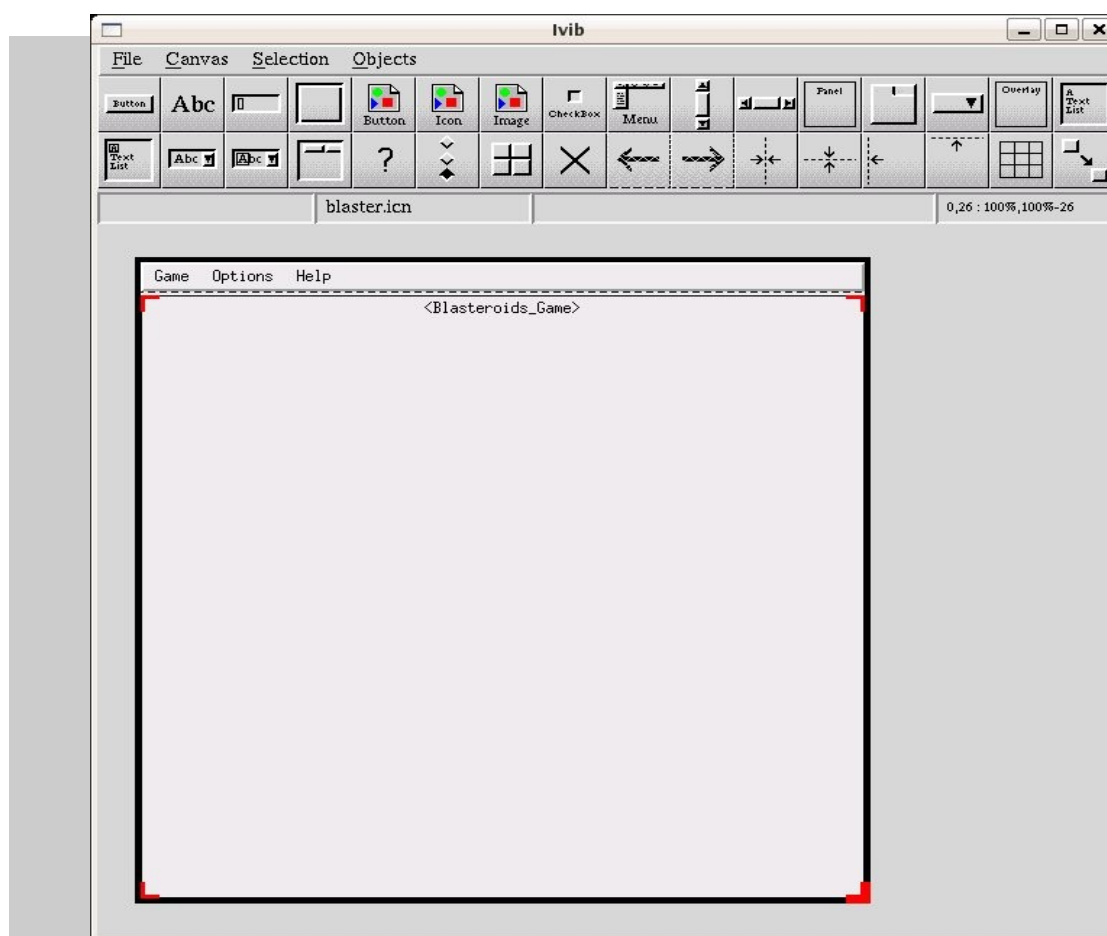 Ivib
File Canvas Selection Objects
Button Abc Button Icon Image CheckBox Menu Panel Overlay A Text List
A Text List Abc Abc ?
blaster.icn 0,26 : 100%,100%-26
Game Options Help
<Blasteroids_Game>